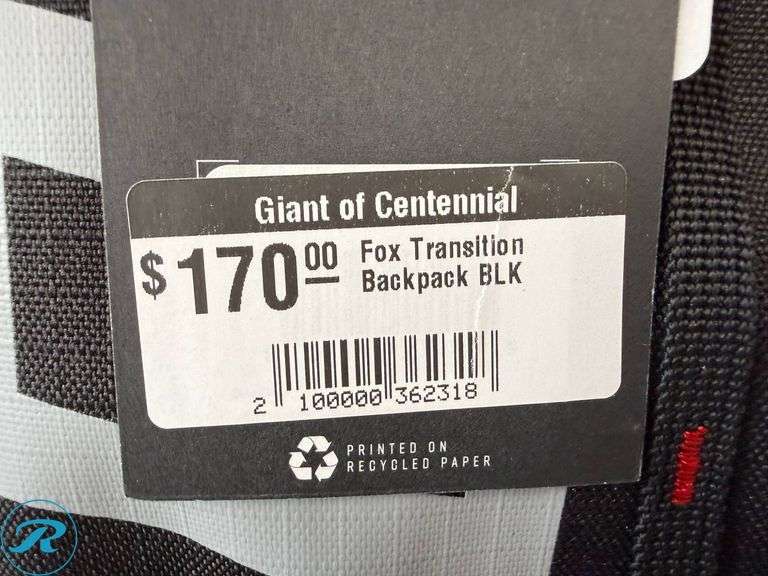 Giant of Centennial
$170.00 Fox Transition
Backpack BLK
2 100000 362318
PRINTED ON
RECYCLED PAPER
R